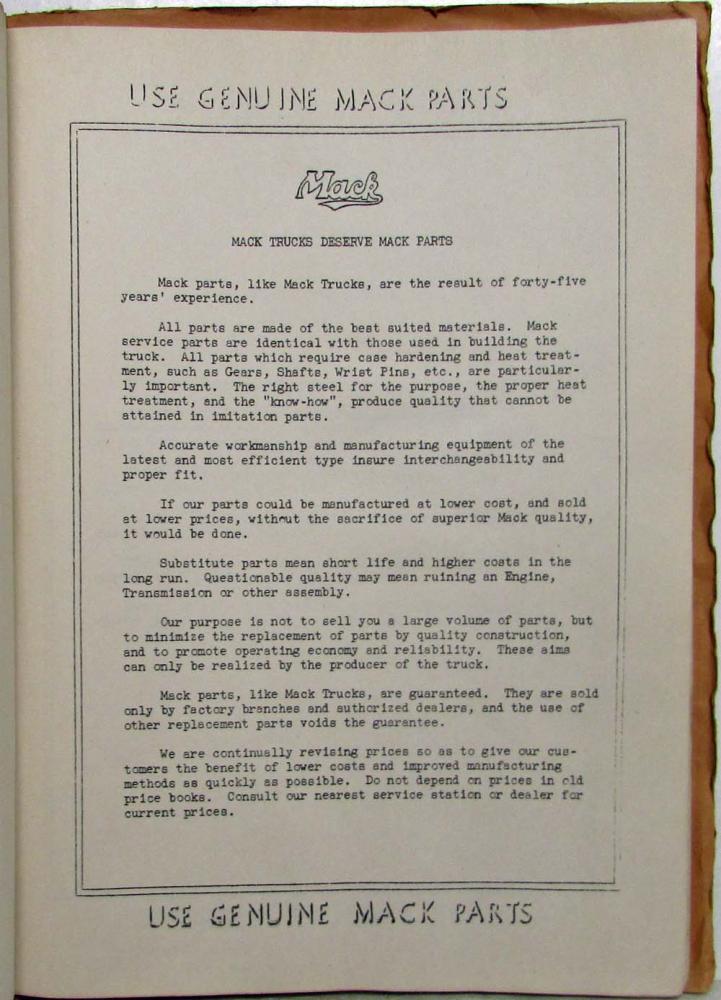 USE GENUINE MACK PARTS
Mack
MACK TRUCKS DESERVE MACK PARTS
Mack parts, like Mack Trucks, are the result of forty-five
years' experience.
All parts are made of the best suited materials. Mack
service parts are identical with those used in building the
truck. All parts which require case hardening and heat treat-
ment, such as Gears, Shafts, Wrist Pins, etc., are particular-
ly important. The right steel for the purpose, the proper heat
treatment, and the "know-how", produce quality that cannot be
attained in imitation parts.
Accurate workmanship and manufacturing equipment of the
latest and most efficient type insure interchangeability and
proper fit.
If our parts could be manufactured at lower cost, and sold
at lower prices, without the sacrifice of superior Mack quality,
it would be done.
Substitute parts mean short life and higher costs in the
long run. Questionable quality may mean ruining an Engine,
Transmission or other assembly.
Our purpose is not to sell you a large volume of parts, but
to minimize the replacement of parts by quality construction,
and to promote operating economy and reliability. These aims
can only be realized by the producer of the truck.
Mack parts, like Mack Trucks, are guaranteed. They are sold
only by factory branches and authorized dealers, and the use of
other replacement parts voids the guarantee.
We are continually revising prices so as to give our cus-
tomers the benefit of lower costs and improved manufacturing
methods as quickly as possible. Do not depend on prices in old
price books. Consult our nearest service station or dealer for
current prices.
USE GENUINE MACK PARTS